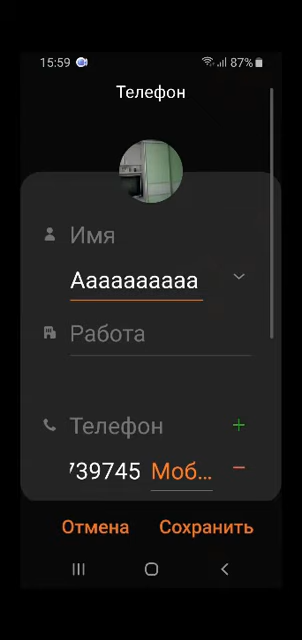 15:59 87%
Телефон
Имя
Аааааааааа
Работа
Телефон
739745 Моб...
Отмена Сохранить